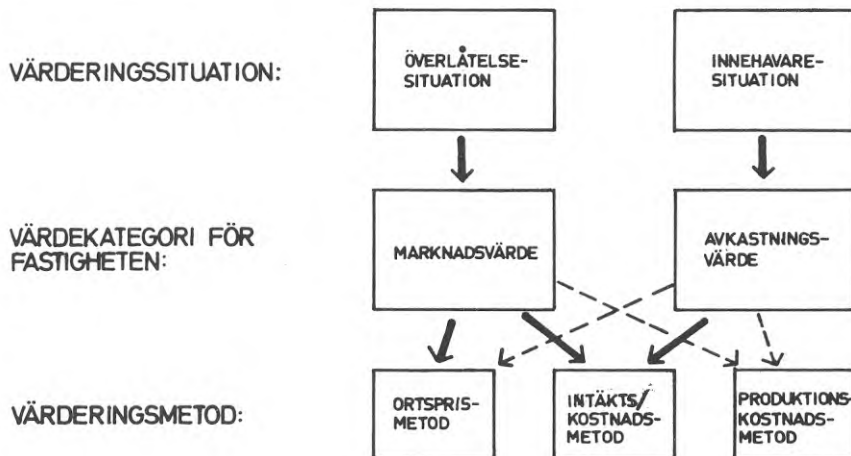 VÄRDERINGSSITUATION:
ÖVERLÅTELSE-
SITUATION
INNEHAVARE-
SITUATION
VÄRDEKATEGORI FÖR
FASTIGHETEN:
MARKNADSVÄRDE
AVKASTNINGS-
VÄRDE
VÄRDERINGSMETOD:
ORTSPRIS-
METOD
INTÄKTS/
KOSTNADS-
METOD
PRODUKTIONS-
KOSTNADS-
METOD